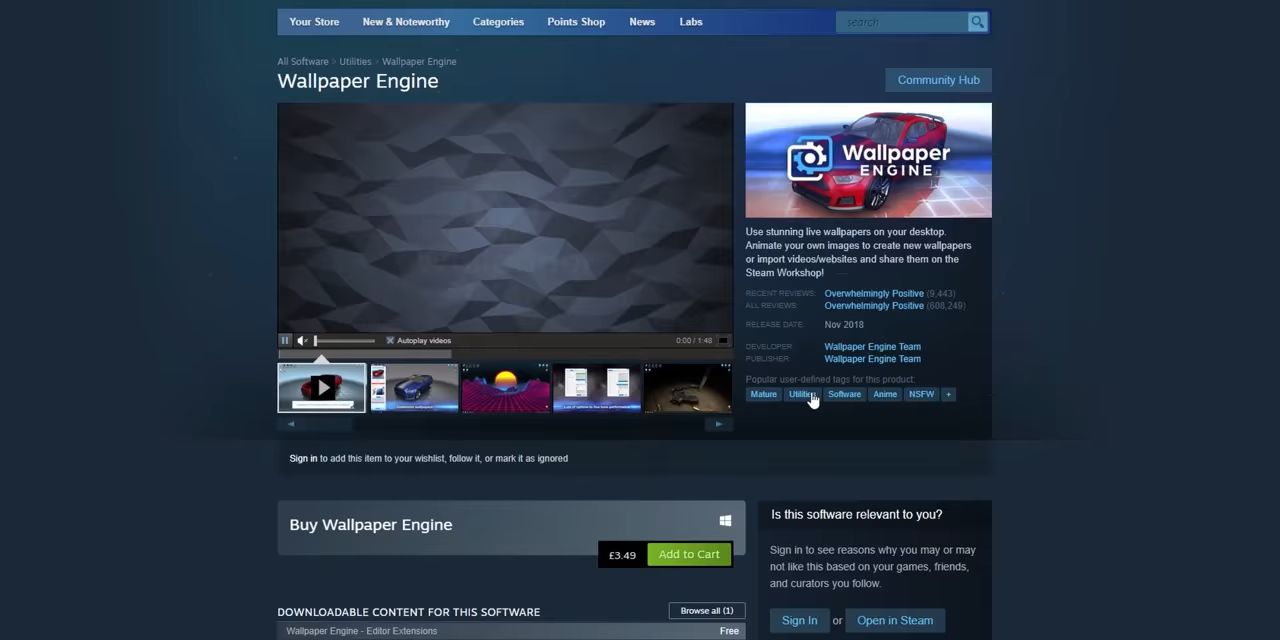 Your Store New & Noteworthy Categories Points Shop News Labs search
All Software > Utilities > Wallpaper Engine
Wallpaper Engine
Community Hub
Wallpaper
ENGINE
Use stunning live wallpapers on your desktop.
Animate your own images to create new wallpapers
or import videos/websites and share them on the
Steam Workshop!
RECENT REVIEWS: Overwhelmingly Positive (9,443)
ALL REVIEWS: Overwhelmingly Positive (608,249)
RELEASE DATE: Nov 2018
DEVELOPER: Wallpaper Engine Team
PUBLISHER: Wallpaper Engine Team
Popular user-defined tags for this product:
Mature Utilities Software Anime NSFW +
Autoplay videos 0:00 / 1:48
Sign in to add this item to your wishlist, follow it, or mark it as ignored
Buy Wallpaper Engine
£3.49 Add to Cart
Is this software relevant to you?
Sign in to see reasons why you may or may
not like this based on your games, friends,
and curators you follow.
Sign In or Open in Steam
DOWNLOADABLE CONTENT FOR THIS SOFTWARE Browse all (1)
Wallpaper Engine - Editor Extensions Free